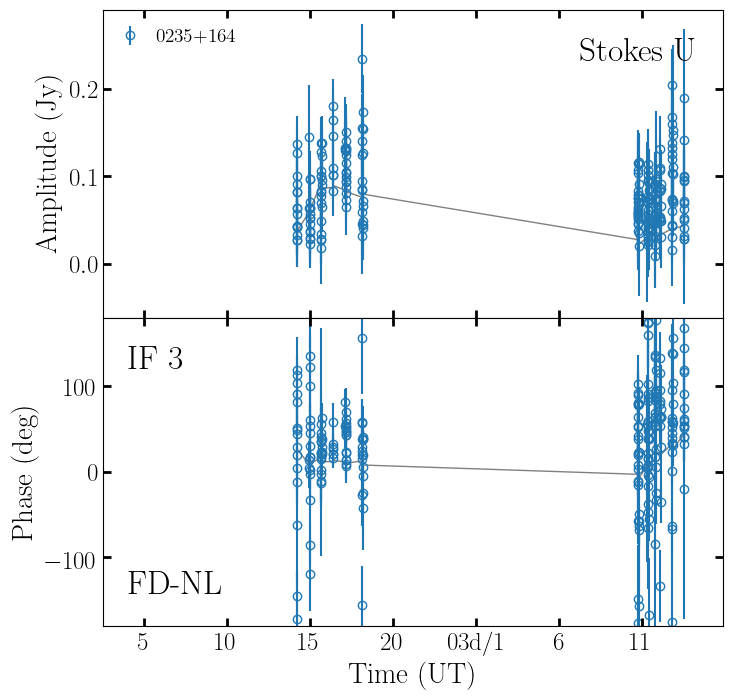 0235+164
Stokes U
Amplitude (Jy)
0.2
0.1
0.0
IF 3
Phase (deg)
100
0
−100
FD-NL
5 10 15 20 03d/1 6 11
Time (UT)